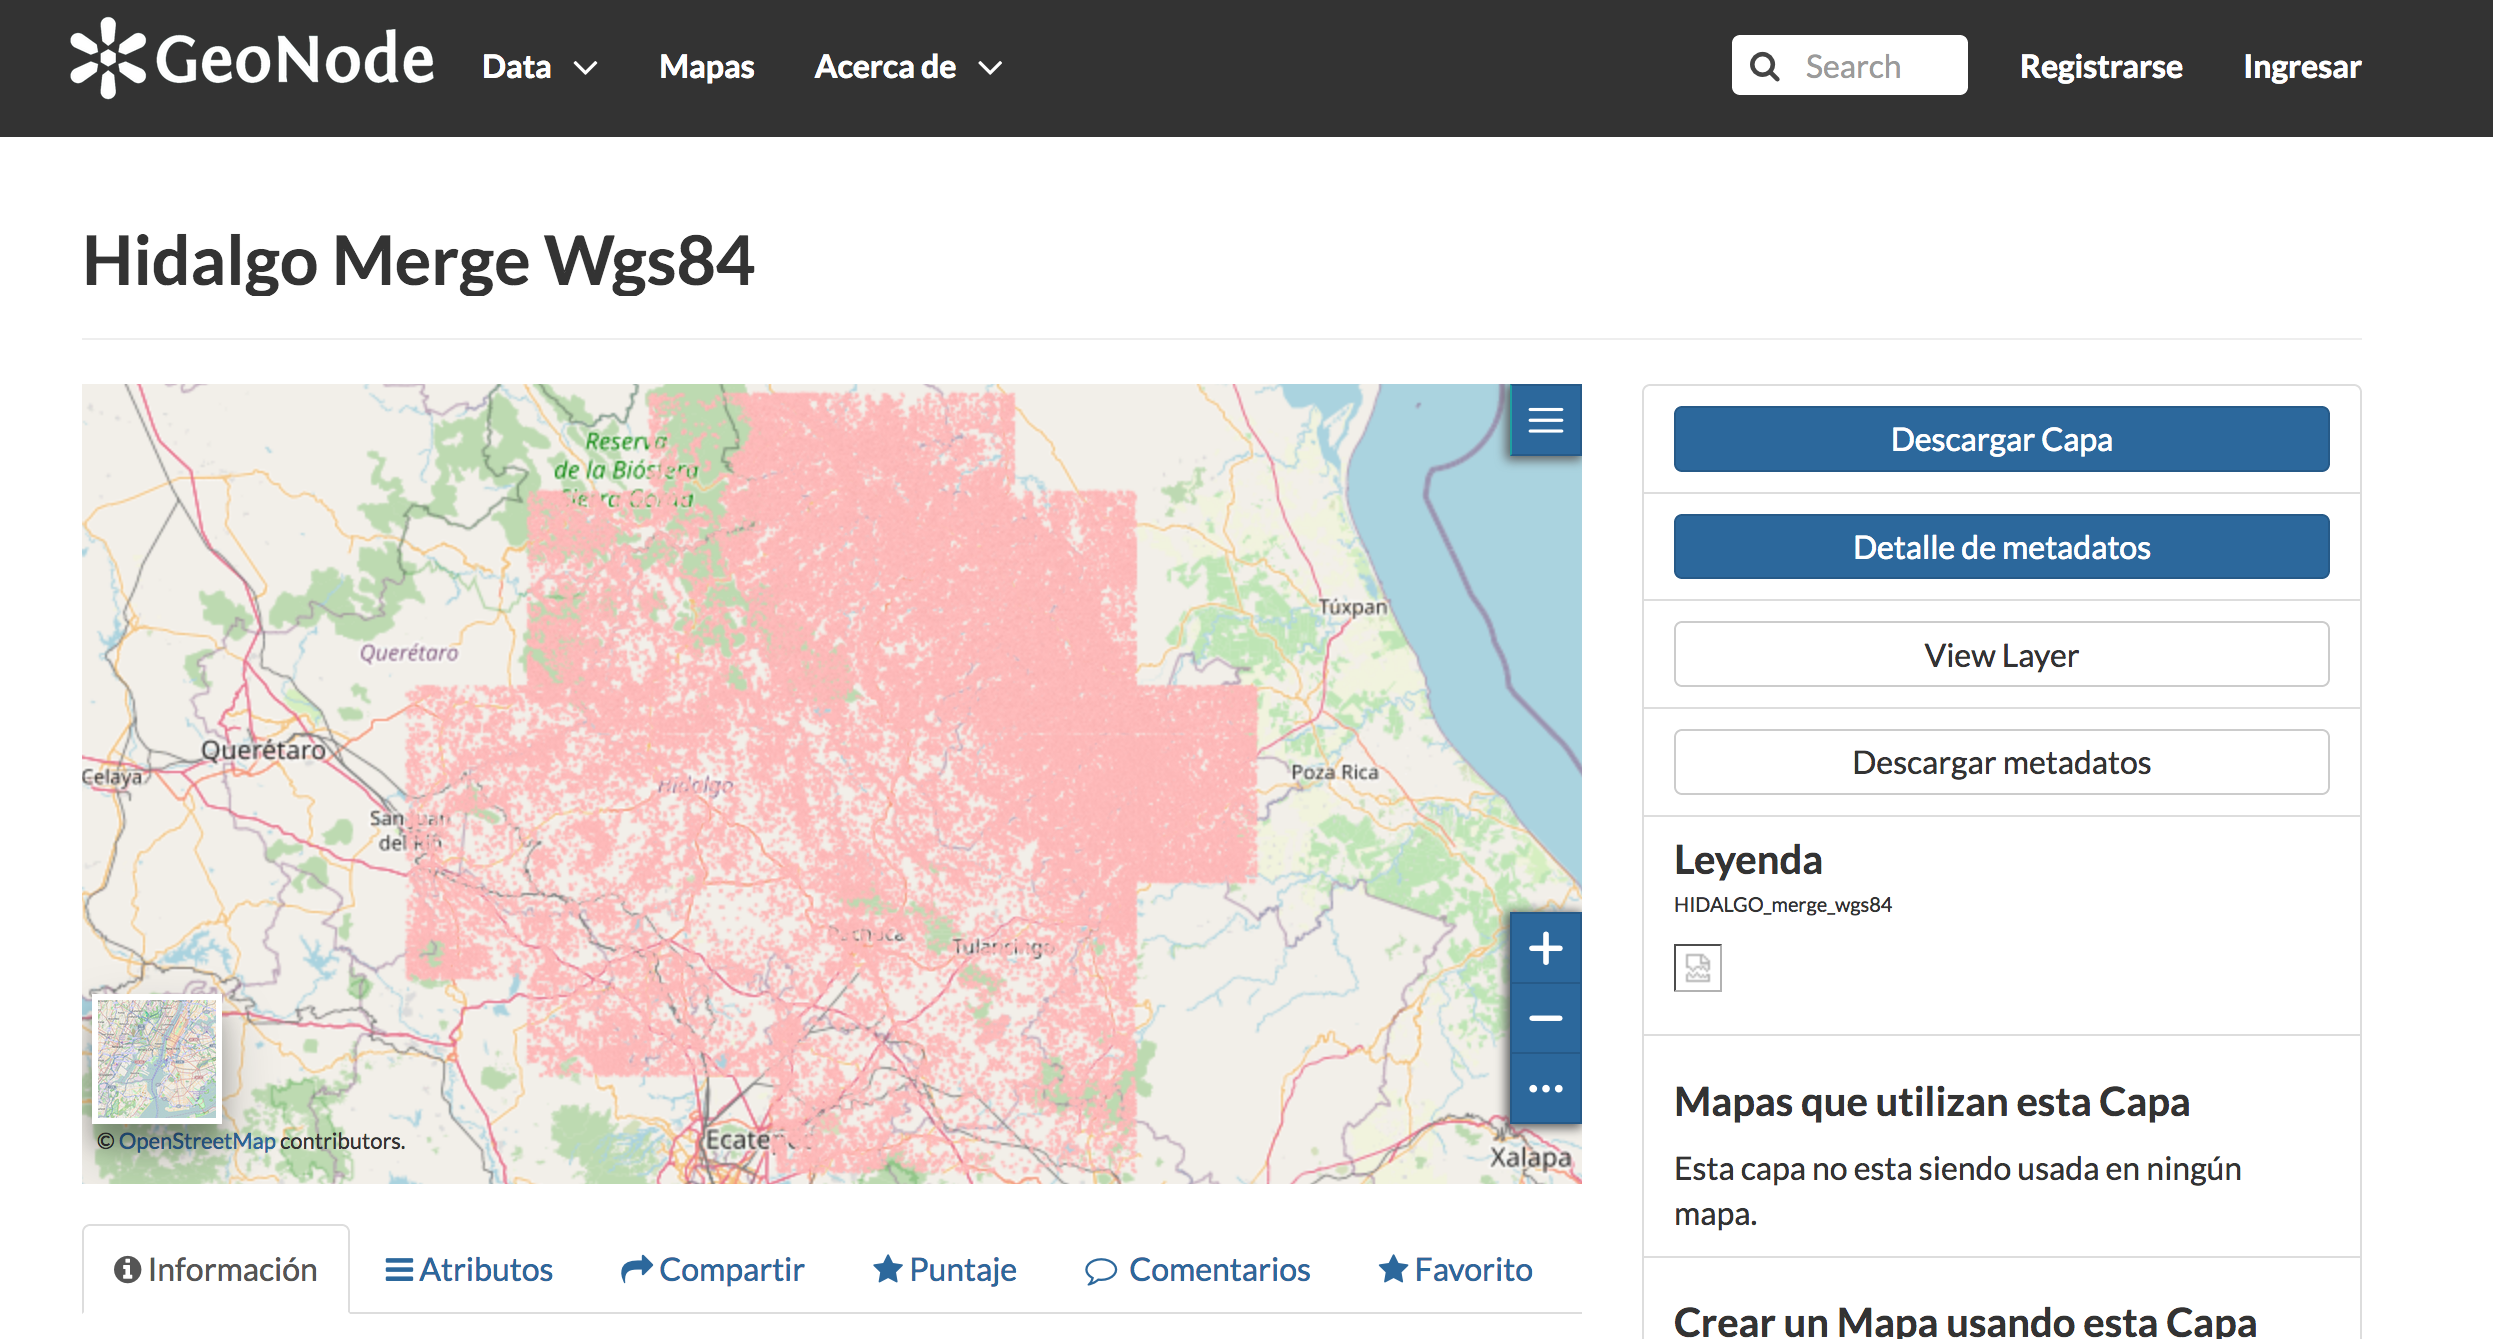 GeoNode
Data
Mapas
Acerca de
Search
Registrarse
Ingresar
Hidalgo Merge Wgs84
Reserva
de la Biósfera
Sierra Gorda
Querétaro
Túxpan
Querétaro
Celaya
Hidalgo
Poza Rica
San Juan
del Río
Pachuca
Tulancingo
Xalapa
© OpenStreetMap contributors.
Descargar Capa
Detalle de metadatos
View Layer
Descargar metadatos
Leyenda
HIDALGO_merge_wgs84
Mapas que utilizan esta Capa
Esta capa no esta siendo usada en ningún
mapa.
Crear un Mapa usando esta Capa
Información
Atributos
Compartir
Puntaje
Comentarios
Favorito